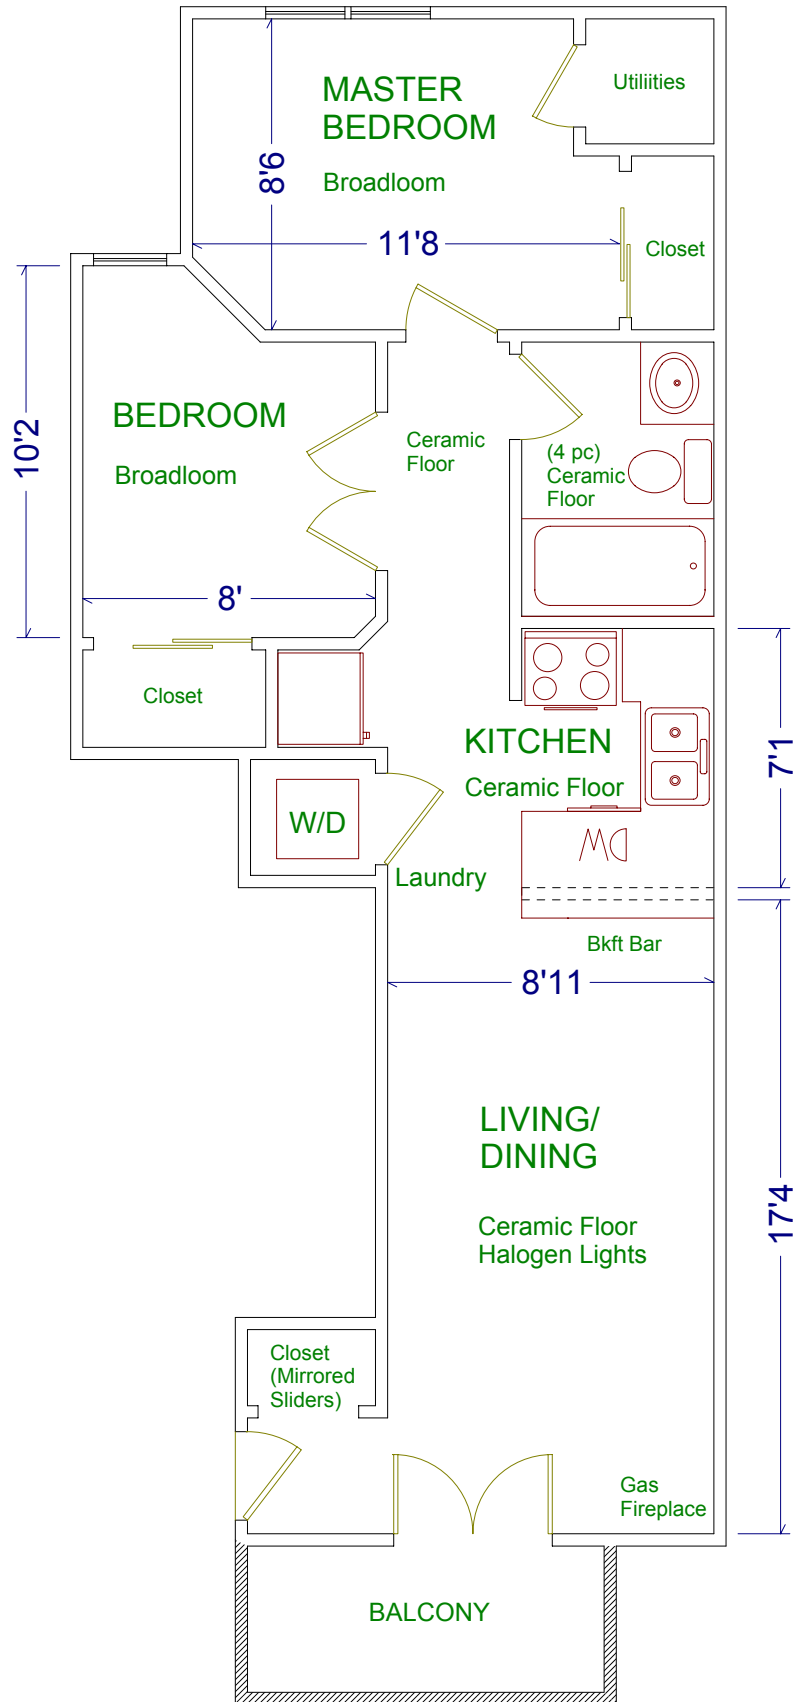 Utiliities
MASTER
BEDROOM
8'6
Broadloom
11'8
Closet
BEDROOM
10'2
Broadloom
Ceramic
Floor
(4 pc)
Ceramic
Floor
8'
Closet
KITCHEN
7'1
Ceramic Floor
W/D
DW
Laundry
Bkft Bar
8'11
LIVING/
DINING
17'4
Ceramic Floor
Halogen Lights
Closet
(Mirrored
Sliders)
Gas
Fireplace
BALCONY